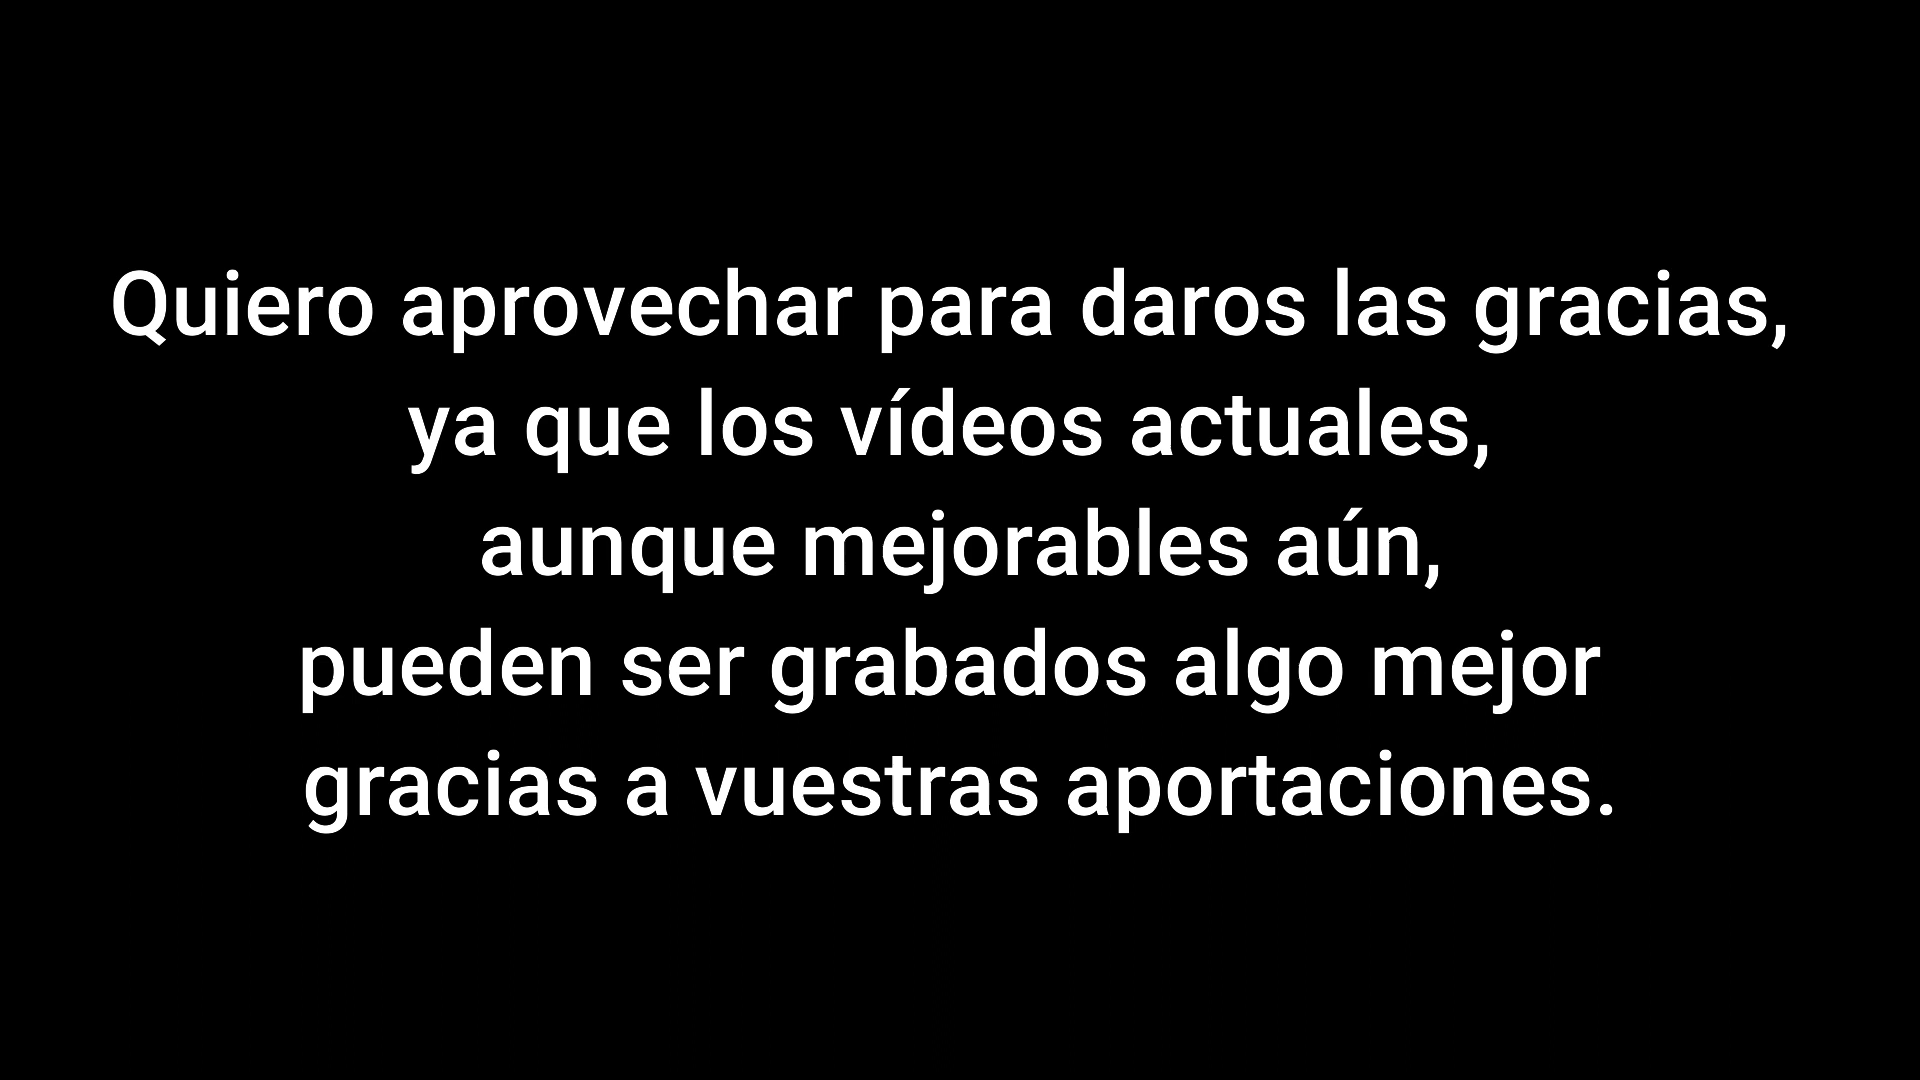 Quiero aprovechar para daros las gracias,
ya que los vídeos actuales,
aunque mejorables aún,
pueden ser grabados algo mejor
gracias a vuestras aportaciones.